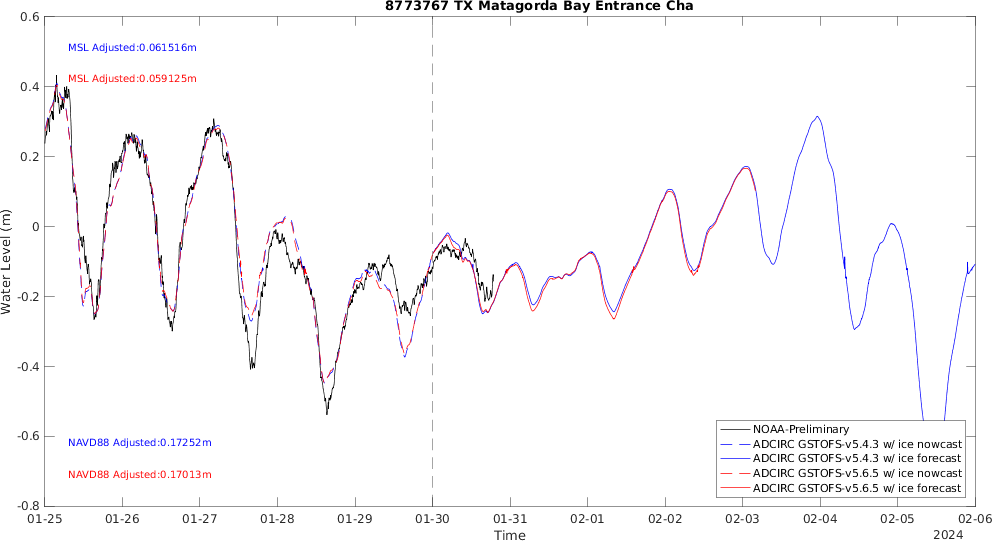 8773767 TX Matagorda Bay Entrance Cha
0.6
MSL Adjusted:0.061516m
MSL Adjusted:0.059125m
0.4
0.2
0
-0.2
-0.4
-0.6
-0.8
Water Level (m)
NAVD88 Adjusted:0.17252m
NAVD88 Adjusted:0.17013m
NOAA-Preliminary
ADCIRC GSTOFS-v5.4.3 w/ ice nowcast
ADCIRC GSTOFS-v5.4.3 w/ ice forecast
ADCIRC GSTOFS-v5.6.5 w/ ice nowcast
ADCIRC GSTOFS-v5.6.5 w/ ice forecast
01-25 01-26 01-27 01-28 01-29 01-30 01-31 02-01 02-02 02-03 02-04 02-05 02-06
Time
2024